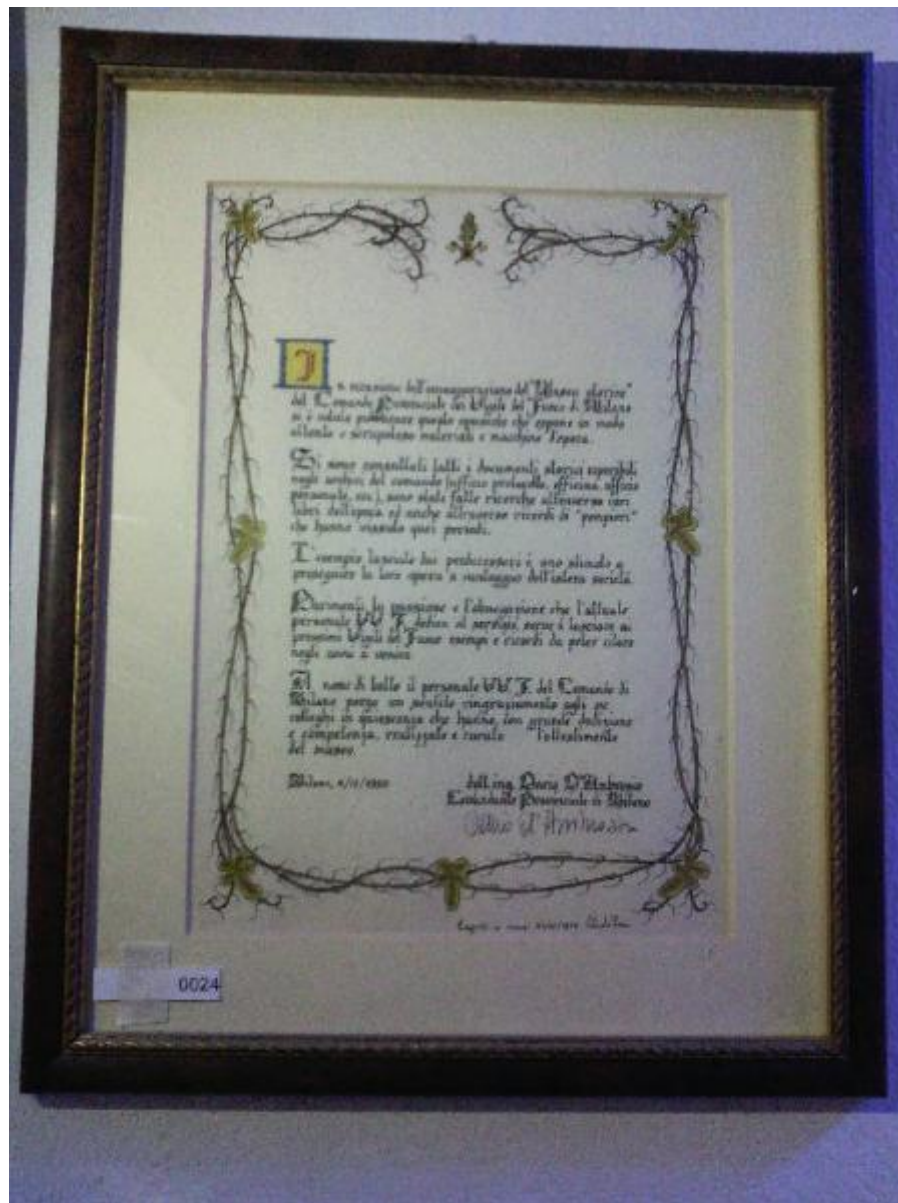 In occasione dell'inaugurazione del "Museo storico"
del Comando Provinciale dei Vigili del Fuoco di Milano
si è voluto questo che espone in modo
attento e scrupoloso materiali e macchine d'epoca.
Si sono consultati tutti i documenti storici reperibili
negli archivi del comando (ufficio protocollo, officina, ufficio
personale, ecc.), sono state fatte ricerche attraverso vari
libri dell'epoca ed anche attraverso ricordi di "pompieri"
che hanno vissuto quei periodi.
L'esempio lasciato dai predecessori è uno stimolo a
proseguire la loro opera a vantaggio dell'intera società.
Parimenti la passione e l'abnegazione che l'attuale
personale VV.F. dedica al servizio, serve a lasciare ai
prossimi Vigili del Fuoco esempi e ricordi da poter citare
negli anni a venire.
A nome di tutto il personale VV.F. del Comando di
Milano porgo un sentito ringraziamento agli
colleghi in quiescenza che hanno, con grande dedizione
e competenza, realizzato e curato l'allestimento
del museo.
Milano,
dott. ing. Dario D'Ambrosio
Comandante Provinciale di Milano
0024